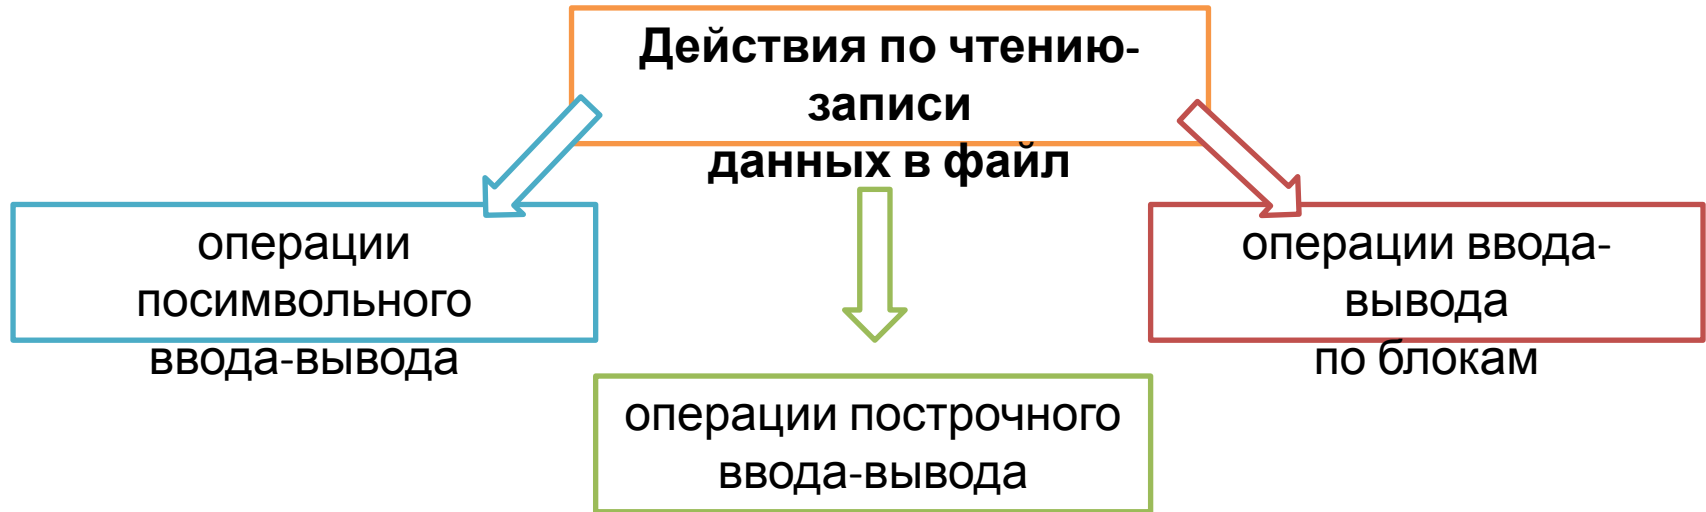 Действия по чтению-
записи
данных в файл
операции
посимвольного
ввода-вывода
операции построчного
ввода-вывода
операции ввода-
вывода
по блокам